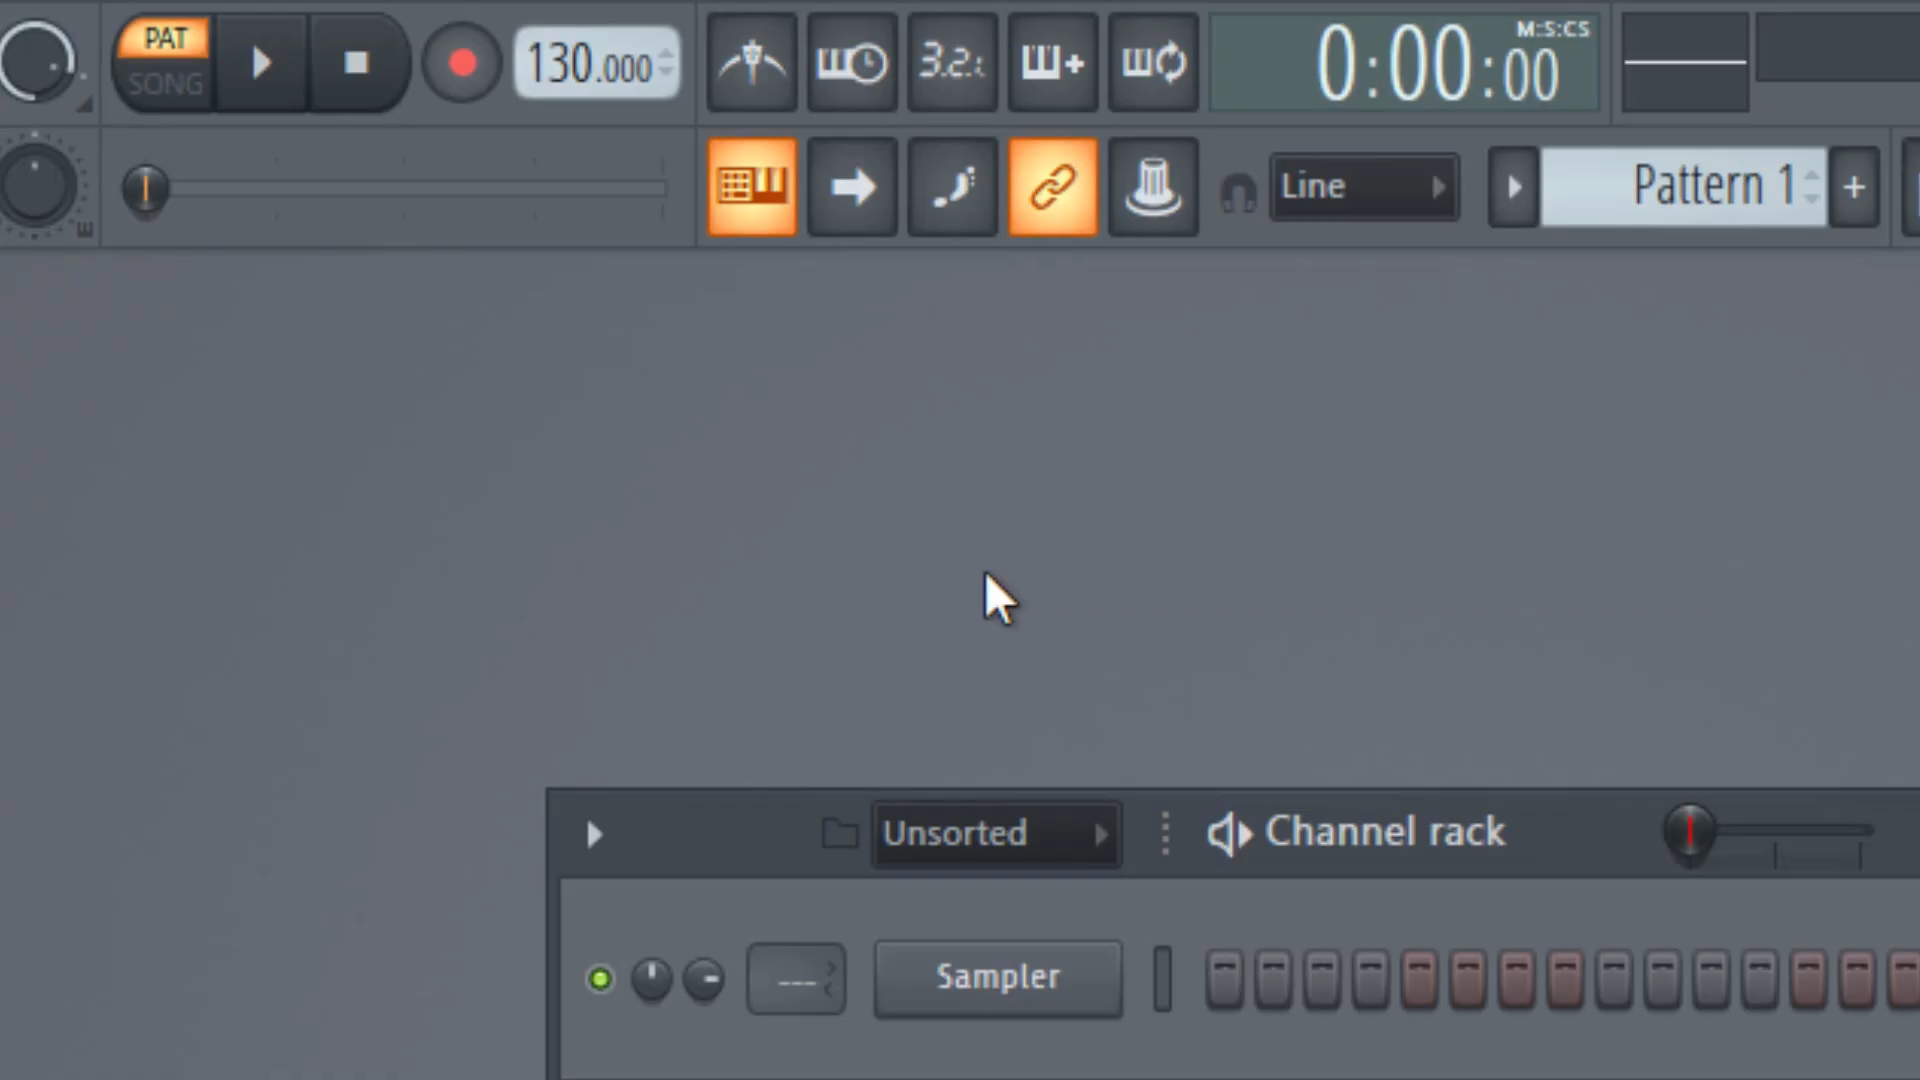 PAT
SONG
130.000
3.2.
M:S:CS
0:00:00
Line
Pattern 1
+
Unsorted
Channel rack
---
Sampler